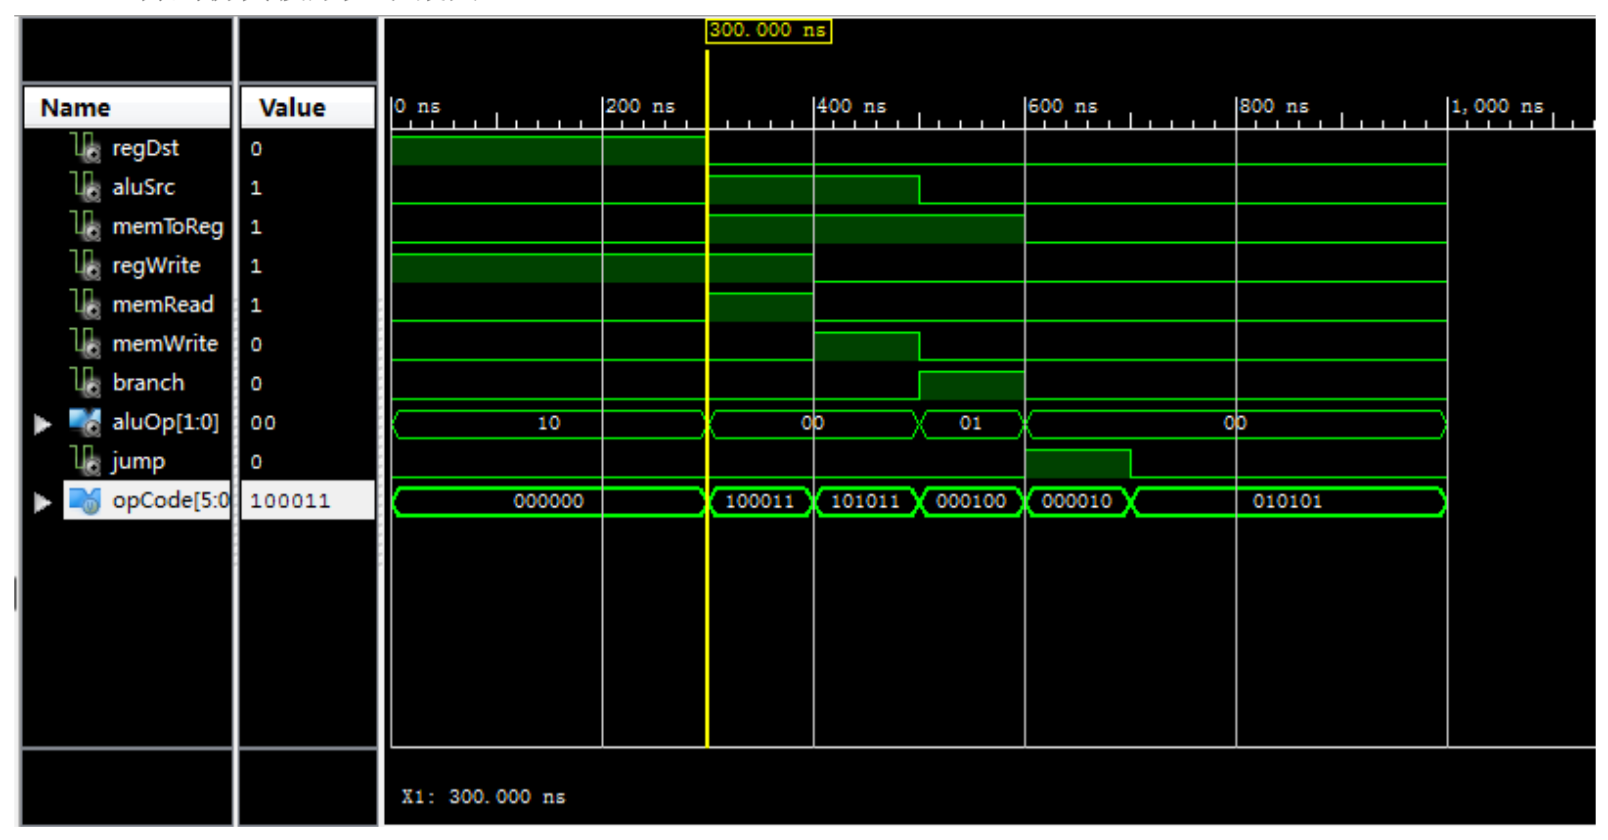 300.000 ns
Name Value 0 ns 200 ns 400 ns 600 ns 800 ns 1,000 ns
regDst 0
aluSrc 1
memToReg 1
regWrite 1
memRead 1
memWrite 0
branch 0
aluOp[1:0] 00 10 00 01 00
jump 0
opCode[5:0 100011 000000 100011 101011 000100 000010 010101
X1: 300.000 ns